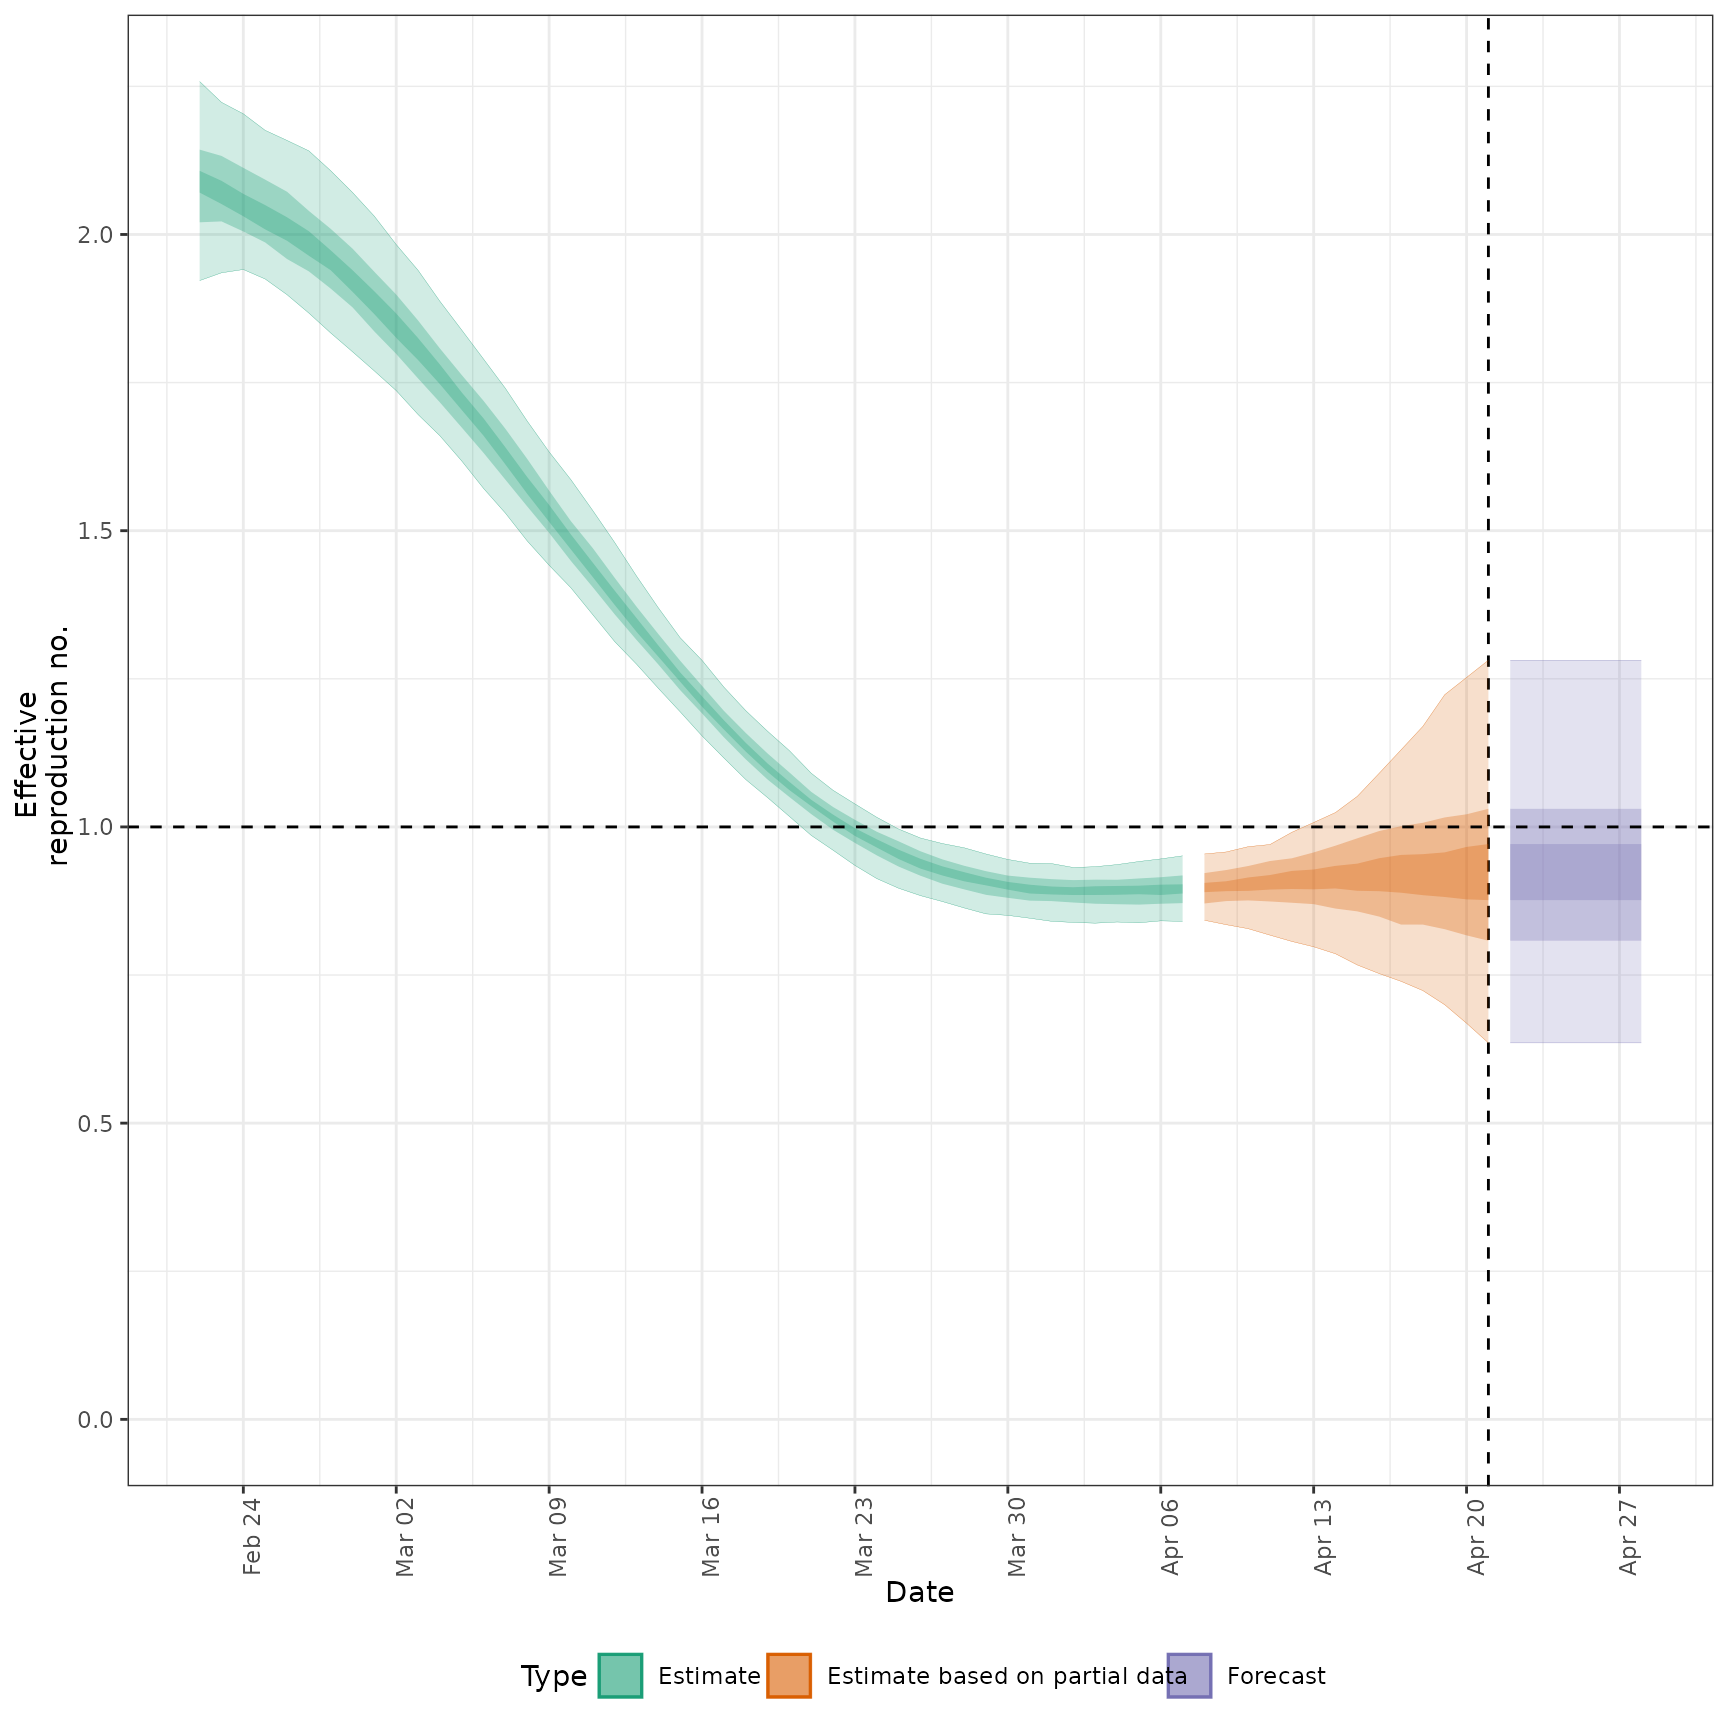 Effective
reproduction no.
2.0
1.5
1.0
0.5
0.0
Feb 24
Mar 02
Mar 09
Mar 16
Mar 23
Mar 30
Apr 06
Apr 13
Apr 20
Apr 27
Date
Type Estimate Estimate based on partial data Forecast